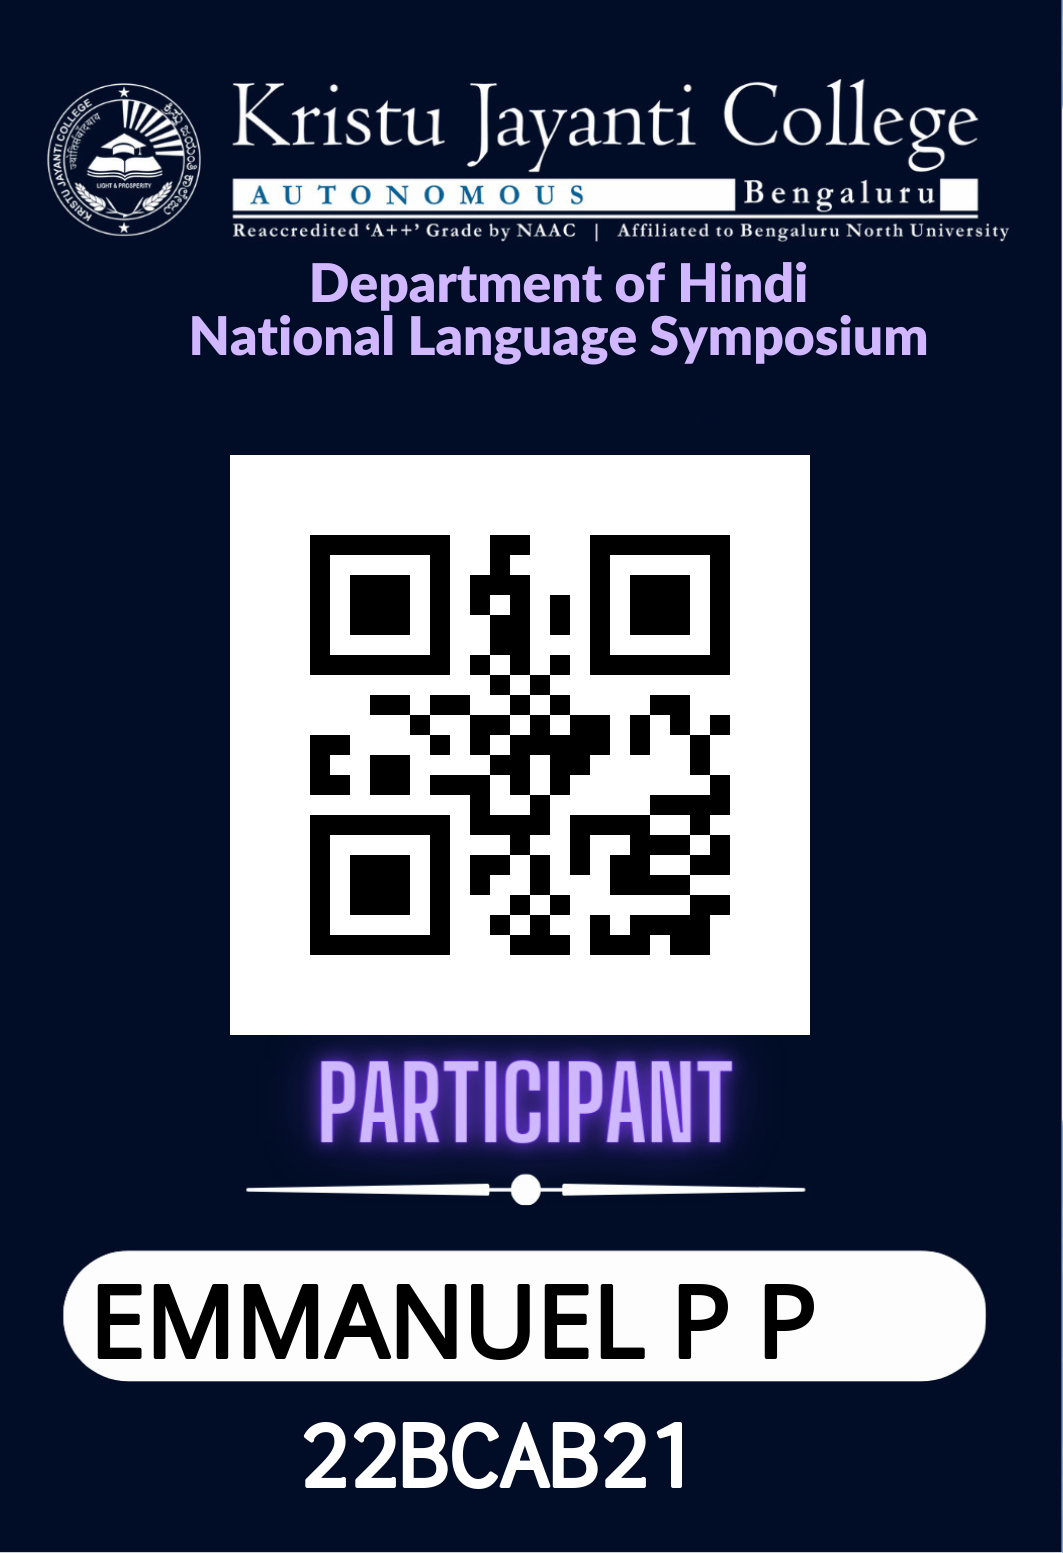 KRISTU JAYANTI COLLEGE
LIGHT & PROSPERITY
Kristu Jayanti College
AUTONOMOUS Bengaluru
Reaccredited ‘A++’ Grade by NAAC | Affiliated to Bengaluru North University
Department of Hindi
National Language Symposium
PARTICIPANT
EMMANUEL P P
22BCAB21